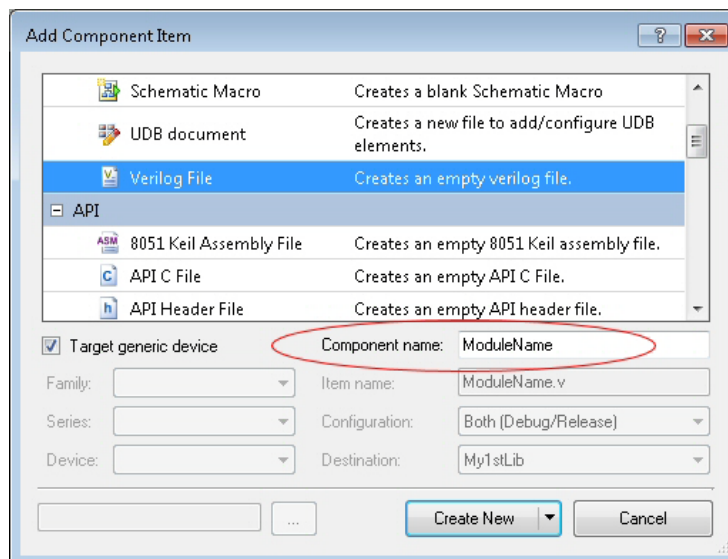 Add Component Item
Schematic Macro Creates a blank Schematic Macro
UDB document Creates a new file to add/configure UDB
elements.
Verilog File Creates an empty verilog file.
API
ASM 8051 Keil Assembly File Creates an empty 8051 Keil assembly file.
C API C File Creates an empty API C File.
h API Header File Creates an empty API header file.
Target generic device Component name: ModuleName
Family: Item name: ModuleName.v
Series: Configuration: Both (Debug/Release)
Device: Destination: My1stLib
... Create New Cancel